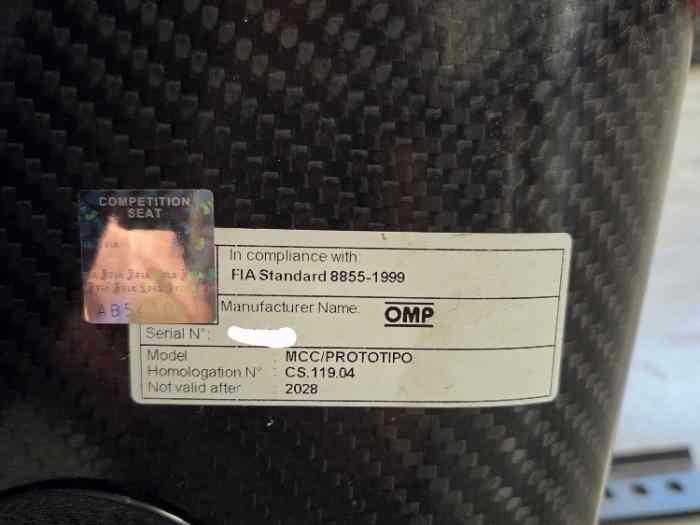 COMPETITION
SEAT
In compliance with:
FIA Standard 8855-1999
Manufacturer Name: OMP
Serial N°:
Model : MCC/PROTOTIPO
Homologation N° : CS.119.04
Not valid after : 2028